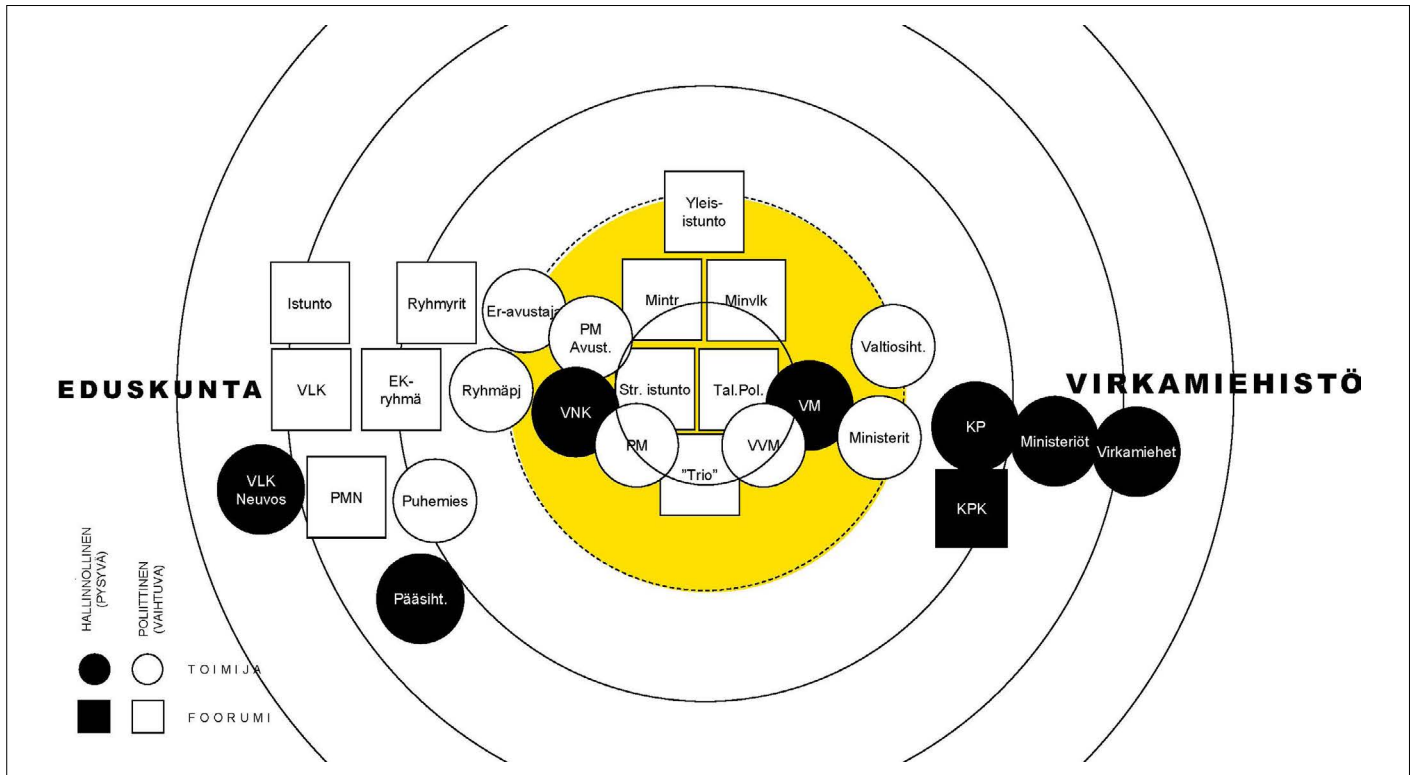 Yleis-
istunto
Istunto
Ryhmyrit
Er-avustaja
Mintr
Minvlk
PM
Avust.
Valtiosiht.
EDUSKUNTA
VLK
EK-
ryhmä
Ryhmäpj
VNK
Str. istunto
Tal.Pol.
VM
VIRKAMIEHISTÖ
PM
VVM
Ministerit
KP
Ministeriöt
Virkamiehet
"Trio"
VLK
Neuvos
PMN
Puhemies
KPK
Pääsiht.
HALLINNOLLINEN
(PYSYVÄ)
POLIITTINEN
(VAIHTUVA)
TOIMIJA
FOORUMI